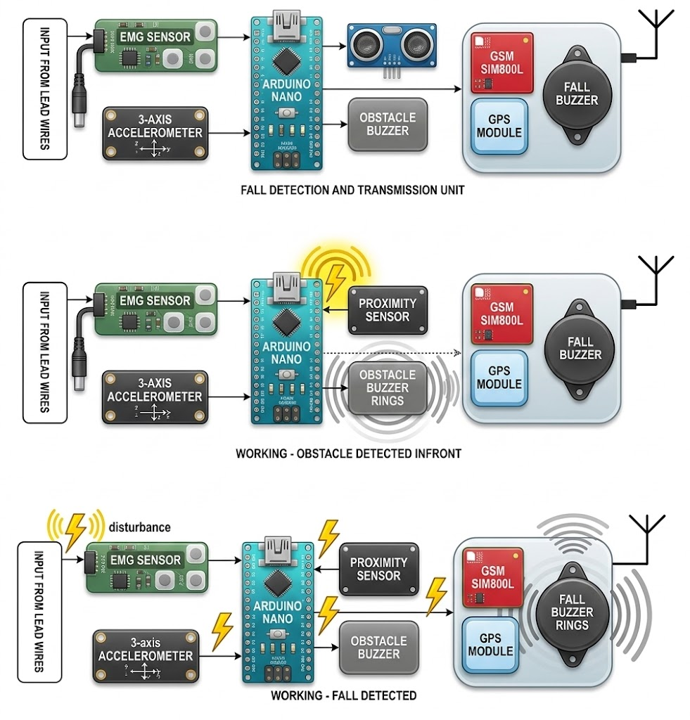 INPUT FROM LEAD WIRES
EMG SENSOR
3-AXIS
ACCELEROMETER
ARDUINO
NANO
OBSTACLE
BUZZER
GSM
SIM800L
GPS
MODULE
FALL
BUZZER
FALL DETECTION AND TRANSMISSION UNIT
INPUT FROM LEAD WIRES
EMG SENSOR
3-AXIS
ACCELEROMETER
ARDUINO
NANO
PROXIMITY
SENSOR
OBSTACLE
BUZZER
RINGS
GSM
SIM800L
GPS
MODULE
FALL
BUZZER
WORKING - OBSTACLE DETECTED INFRONT
disturbance
INPUT FROM LEAD WIRES
EMG SENSOR
3-axis
ACCELEROMETER
ARDUINO
NANO
PROXIMITY
SENSOR
OBSTACLE
BUZZER
GSM
SIM800L
GPS
MODULE
FALL
BUZZER
RINGS
WORKING - FALL DETECTED